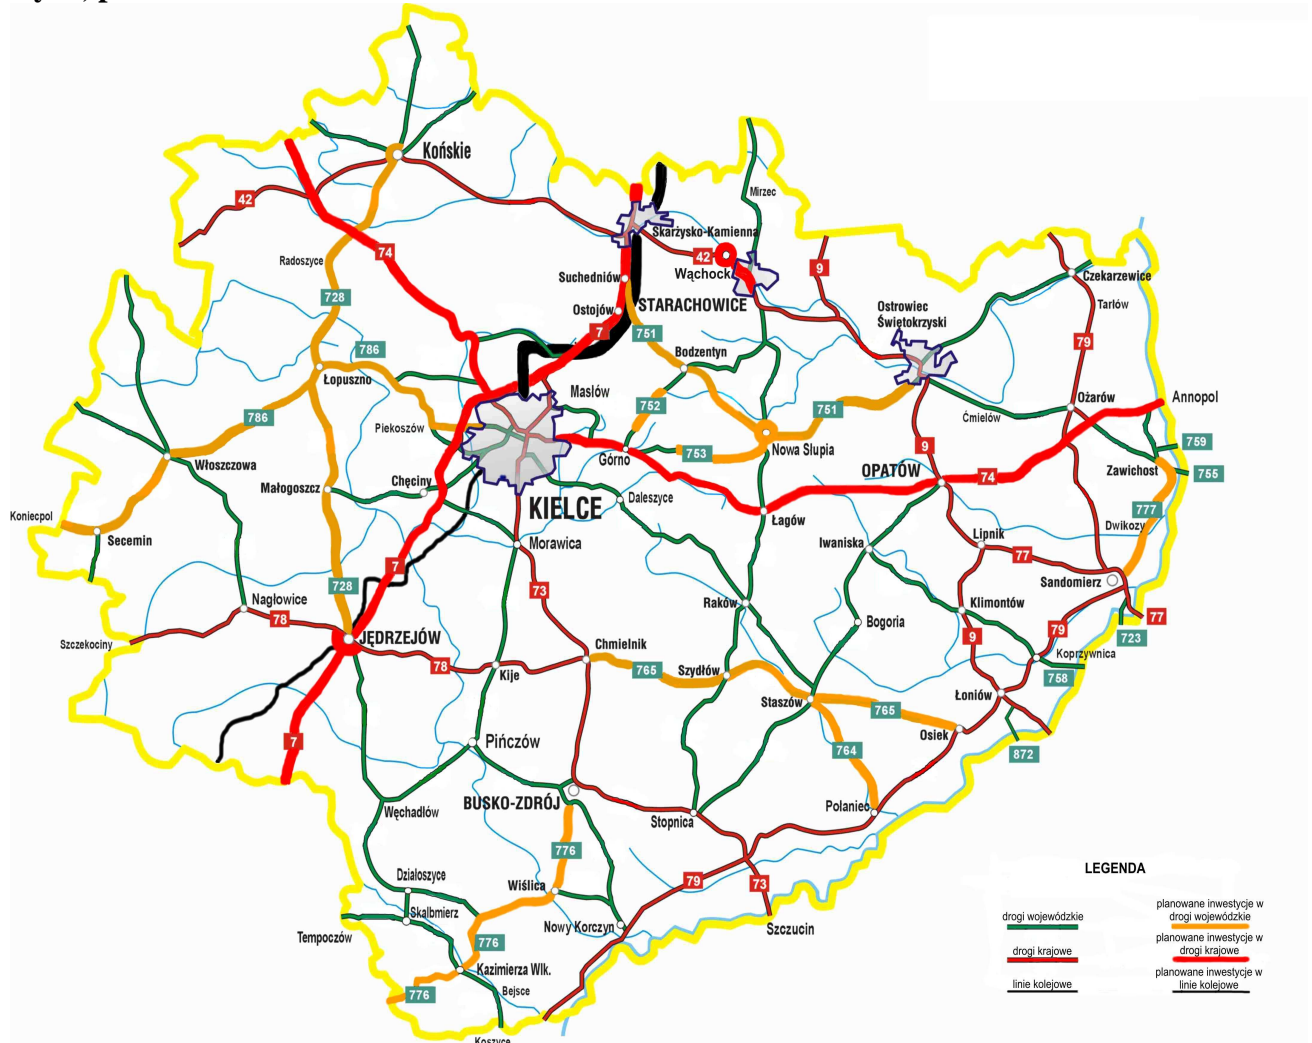 Końskie
42
Mirzec
Skarżysko-Kamienna
74
Radoszyce
42
Wąchock
9
Czekarzewice
Suchedniów
728
Ostojów
STARACHOWICE
Tarłów
Ostrowiec
Świętokrzyski
7
751
79
786
Bodzentyn
Łopuszno
Masłów
Annopol
786
752
751
Ożarów
Ćmielów
Piekoszów
9
759
Nowa Slupia
753
Górno
Włoszczowa
OPATÓW
74
Zawichost
755
Małogoszcz
Chęciny
Daleszyce
KIELCE
777
Koniecpol
Łagów
Dwikozy
Secemin
Morawica
Iwaniska
Lipnik
77
7
728
73
Sandomierz
Nagłowice
Raków
Klimontów
78
Bogoria
77
79
Szczekociny
JĘDRZEJÓW
Chmielnik
9
723
Koprzywnica
78
Kije
765
Szydłów
758
Staszów
Łoniów
765
Osiek
7
Pińczów
764
872
BUSKO-ZDRÓJ
Węchadłów
Stopnica
Polaniec
776
LEGENDA
Działoszyce
Wiślica
79
73
Skalbmierz
drogi wojewódzkie
planowane inwestycje w
drogi wojewódzkie
Tempoczów
Nowy Korczyn
Szczucin
776
drogi krajowe
planowane inwestycje w
drogi krajowe
Kazimierza Wlk.
linie kolejowe
planowane inwestycje w
linie kolejowe
776
Bejsce
Koszyce